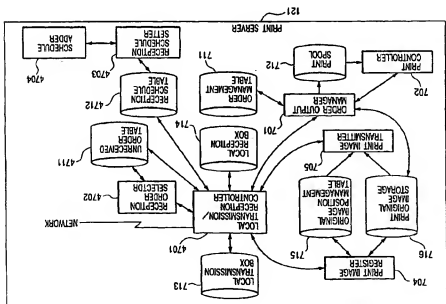 704
PRINT IMAGE
REGISTER
713
LOCAL TRANSMISSION
BOX
716
PRINT
ORIGINAL IMAGE
STORAGE
715
ORIGINAL
IMAGE POSITION
MANAGEMENT
TABLE
4701
LOCAL
TRANSMISSION
RECEPTION
CONTROLLER
NETWORK
705
PRINT IMAGE
TRANSMITTER
4702
ORDER
RECEPTION
SELECTOR
4711
UNRECEIVED
ORDER
TABLE
714
LOCAL RECEPTION
BOX
701
ORDER OUTPUT
MANAGER
711
ORDER
MANAGEMENT
TABLE
4712
RECEPTION
SCHEDULE
TABLE
702
PRINT
CONTROLLER
712
PRINT
SPOOL
4703
RECEPTION
SCHEDULE
SETTER
4704
SCHEDULE
ADDER
PRINT SERVER
121